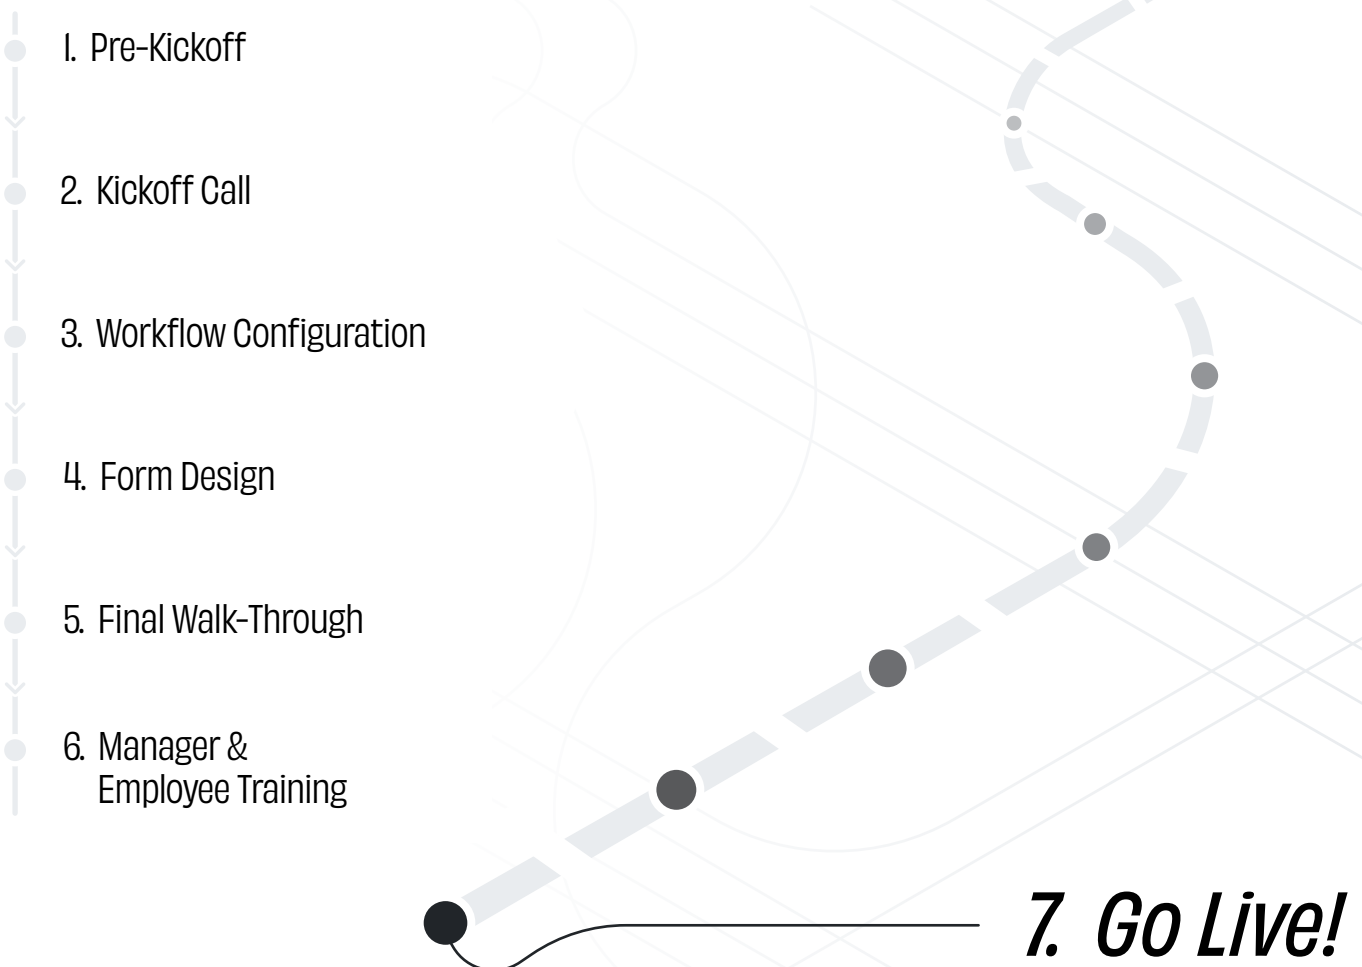 1. Pre-Kickoff
2. Kickoff Call
3. Workflow Configuration
4. Form Design
5. Final Walk-Through
6. Manager &
Employee Training
7. Go Live!